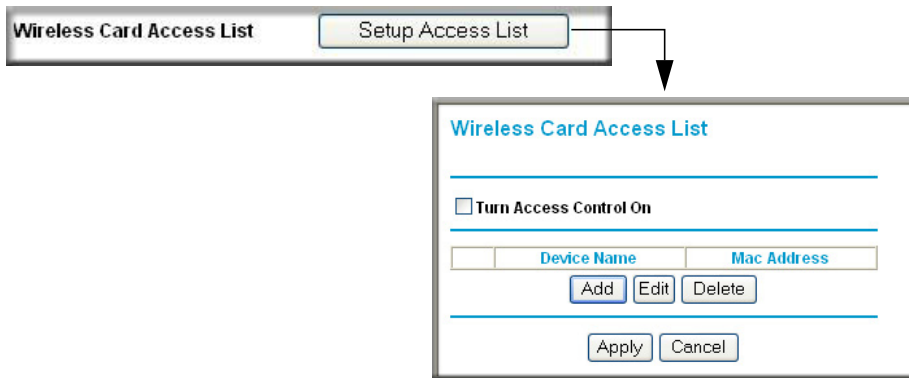 Wireless Card Access List Setup Access List
Wireless Card Access List
Turn Access Control On
Device Name Mac Address
Add Edit Delete
Apply Cancel